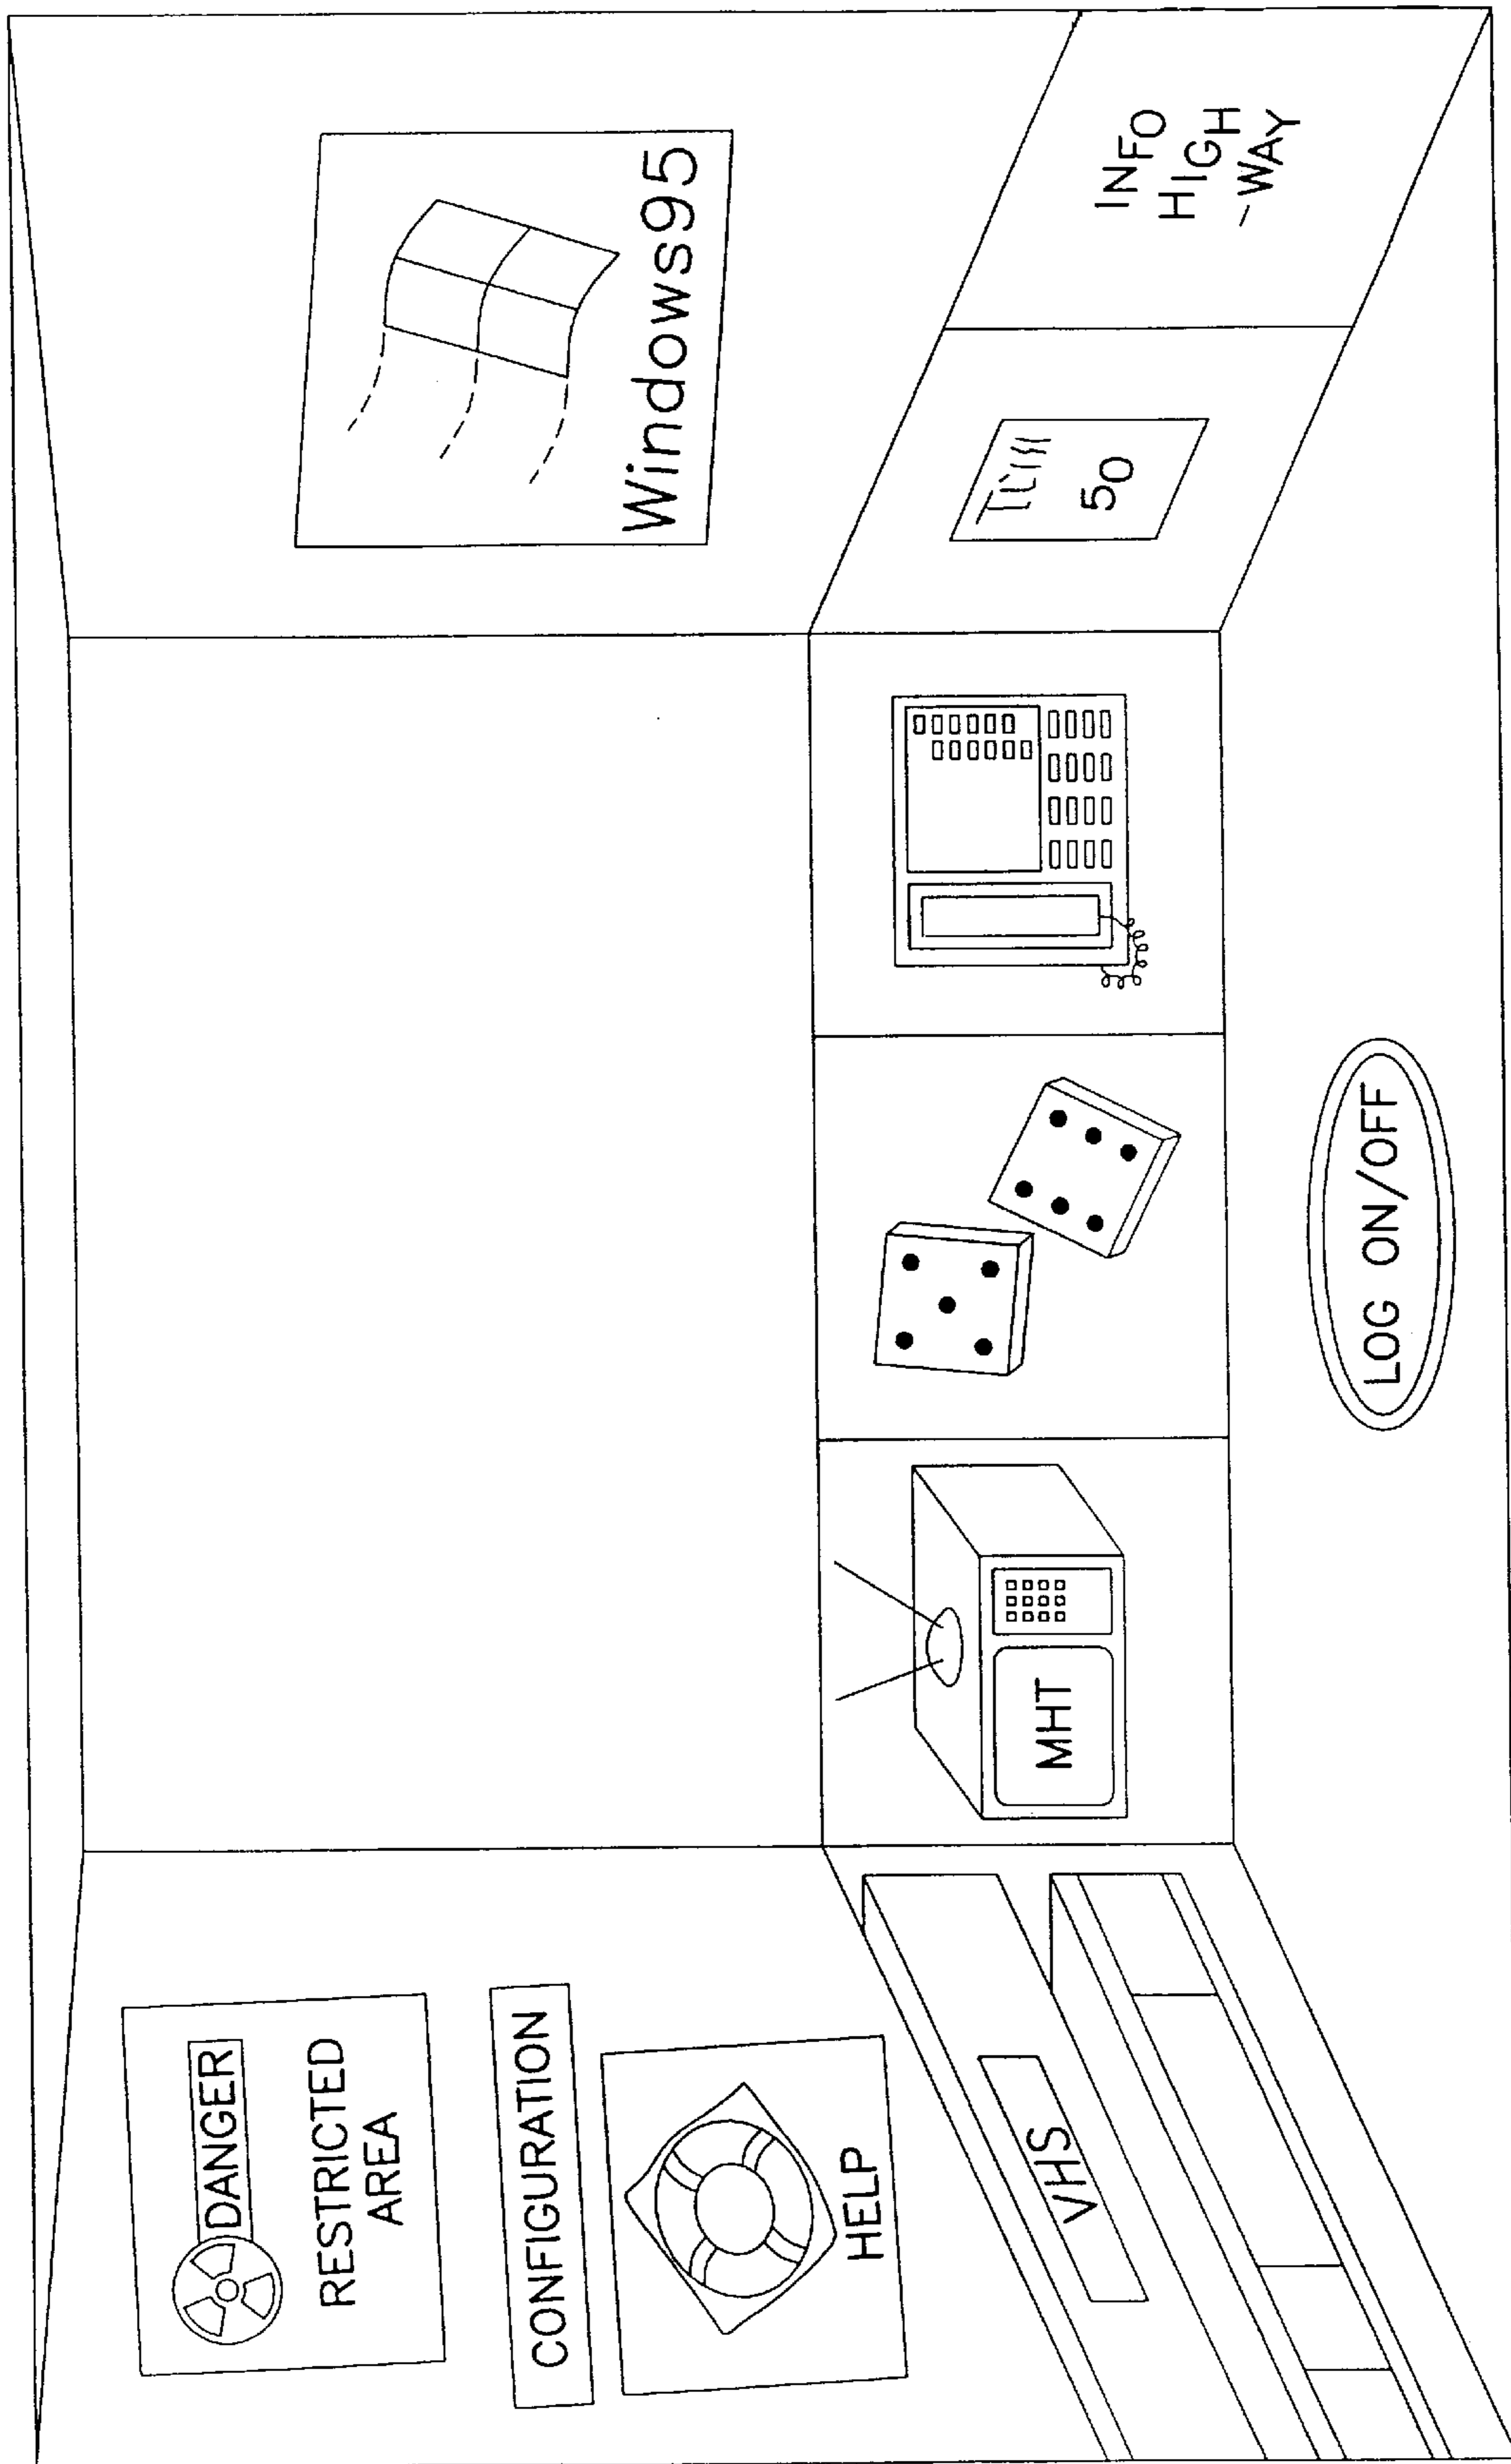 DANGER
RESTRICTED
AREA
CONFIGURATION
HELP
VHS
MHT
LOG ON/OFF
Windows95
50
INFO
HIGH
-WAY